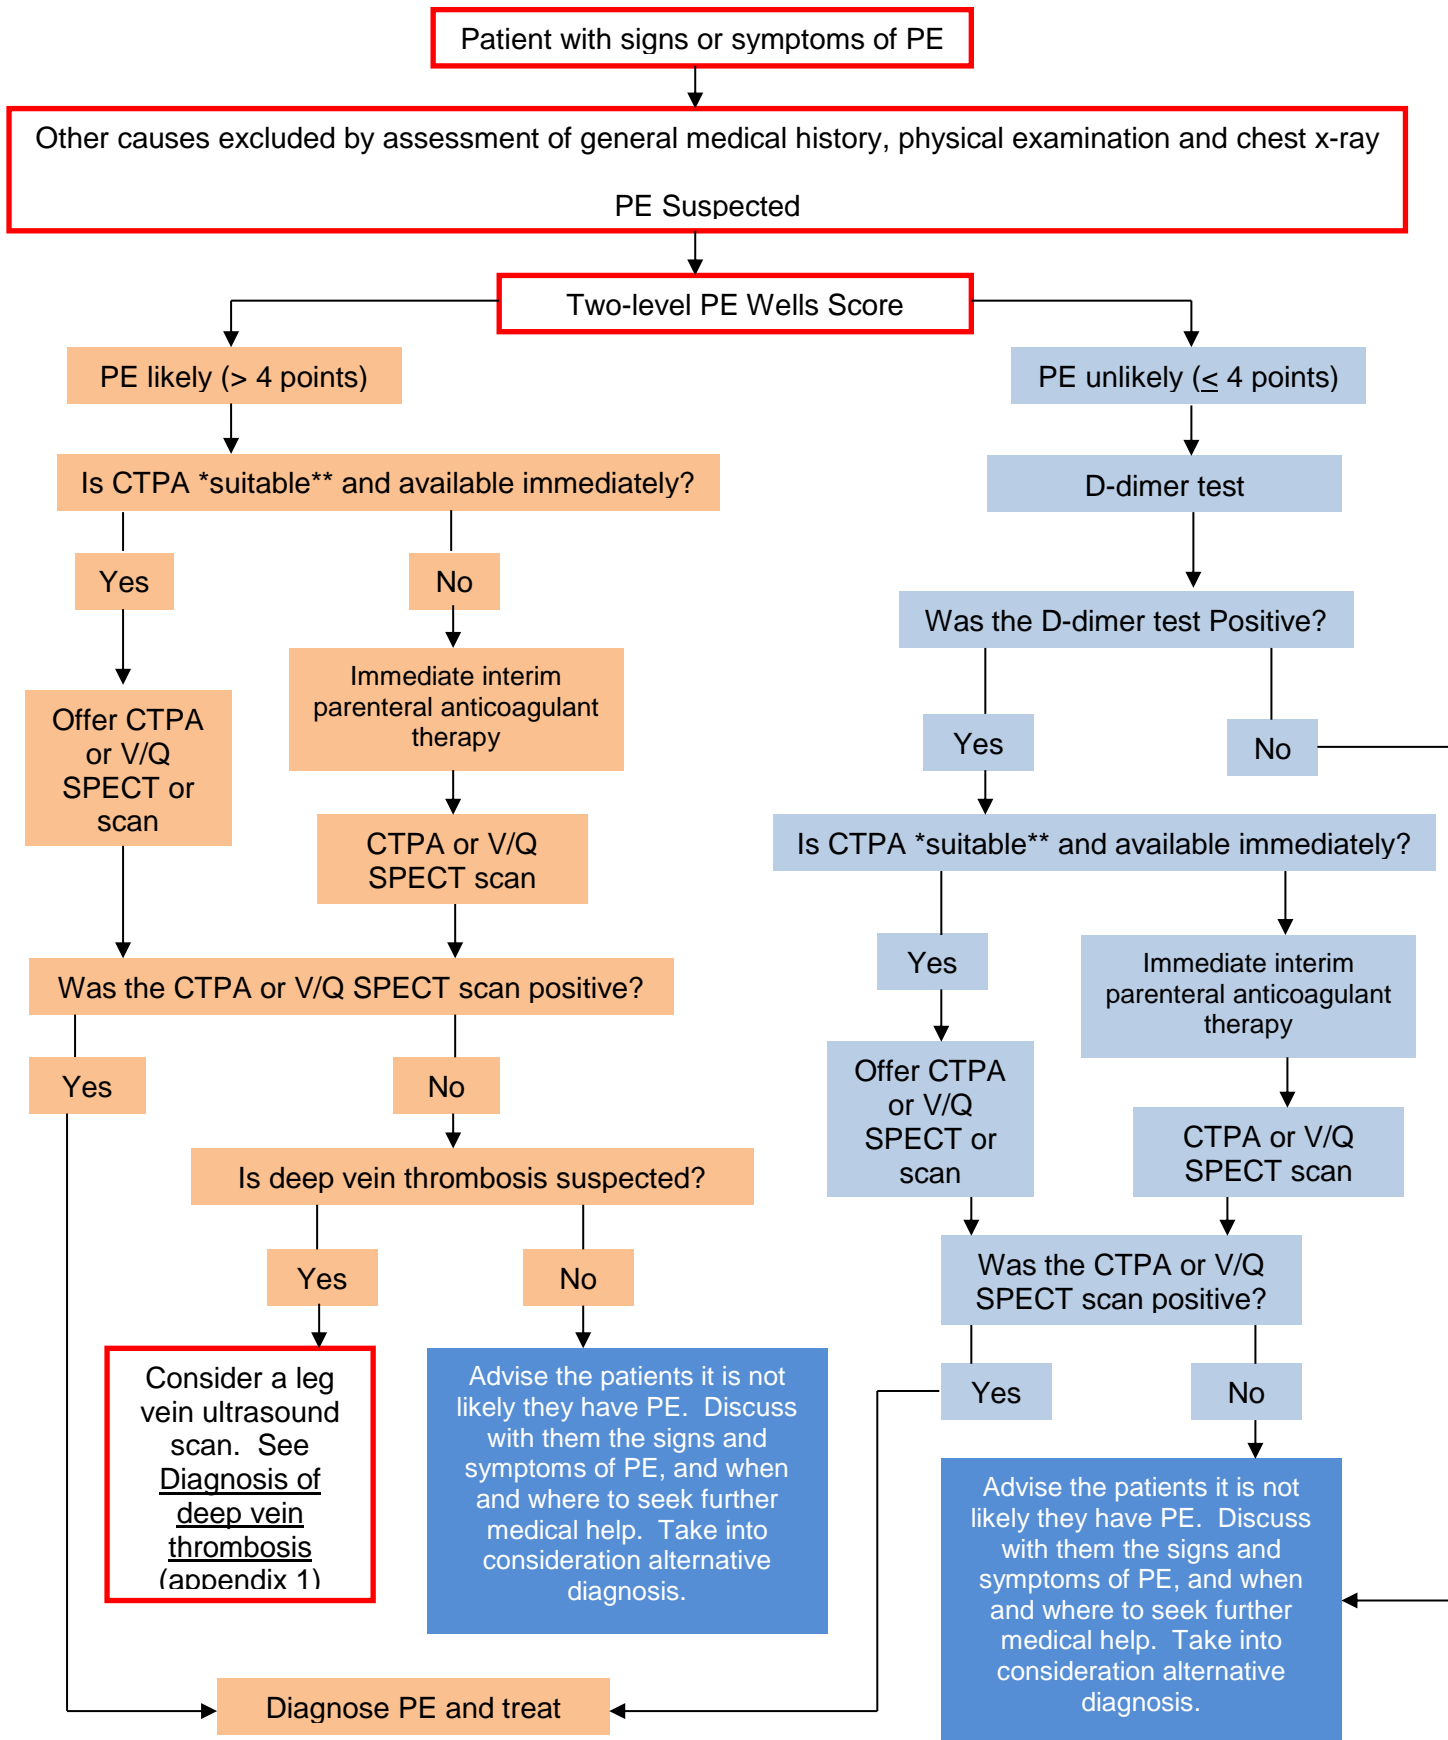 Patient with signs or symptoms of PE
Other causes excluded by assessment of general medical history, physical examination and chest x-ray
PE Suspected
Two-level PE Wells Score
PE likely (> 4 points)
Is CTPA *suitable** and available immediately?
Yes
No
Offer CTPA
or V/Q
SPECT or
scan
Immediate interim
parenteral anticoagulant
therapy
CTPA or V/Q
SPECT scan
Was the CTPA or V/Q SPECT scan positive?
Yes
No
Is deep vein thrombosis suspected?
Yes
No
Consider a leg
vein ultrasound
scan.  See
Diagnosis of
deep vein
thrombosis
(appendix 1)
Advise the patients it is not
likely they have PE.  Discuss
with them the signs and
symptoms of PE, and when
and where to seek further
medical help.  Take into
consideration alternative
diagnosis.
Diagnose PE and treat
PE unlikely (≤ 4 points)
D-dimer test
Was the D-dimer test Positive?
Yes
No
Is CTPA *suitable** and available immediately?
Yes
Immediate interim
parenteral anticoagulant
therapy
Offer CTPA
or V/Q
SPECT or
scan
CTPA or V/Q
SPECT scan
Was the CTPA or V/Q
SPECT scan positive?
Yes
No
Advise the patients it is not
likely they have PE.  Discuss
with them the signs and
symptoms of PE, and when
and where to seek further
medical help.  Take into
consideration alternative
diagnosis.